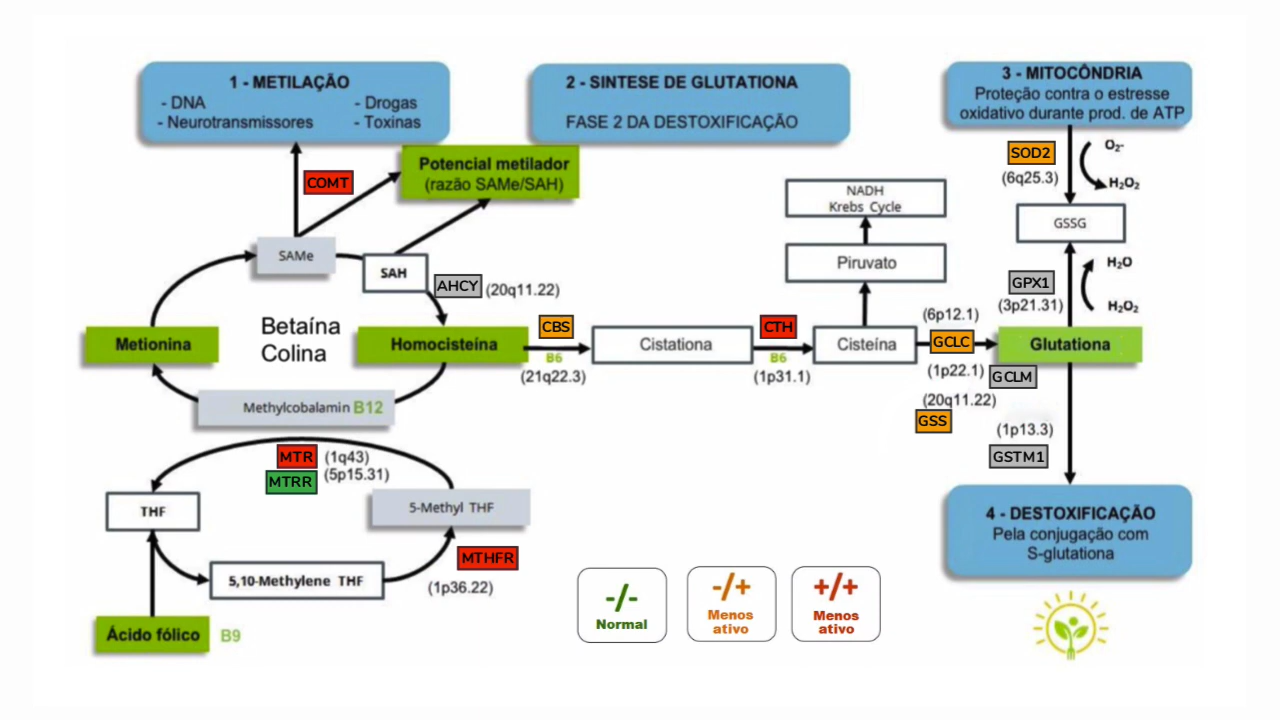 1 - METILAÇÃO
- DNA
- Drogas
- Neurotransmissores
- Toxinas
2 - SINTESE DE GLUTATIONA
FASE 2 DA DESTOXIFICAÇÃO
3 - MITOCÔNDRIA
Proteção contra o estresse
oxidativo durante prod. de ATP
COMT
Potencial metilador
(razão SAMe/SAH)
SOD2
(6q25.3)
O₂-
H₂O₂
NADH
Krebs Cycle
GSSG
SAMe
SAH
Piruvato
AHCY
(20q11.22)
GPX1
(3p21.31)
H₂O
H₂O₂
Betaína
Colina
Metionina
Homocisteína
CBS
B6
(21q22.3)
Cistationa
CTH
B6
(1p31.1)
Cisteína
(6p12.1)
GCLC
(1p22.1)
GCLM
Glutationa
(20q11.22)
GSS
(1p13.3)
GSTM1
Methylcobalamin B12
MTR
(1q43)
MTRR
(5p15.31)
THF
5-Methyl THF
5,10-Methylene THF
MTHFR
(1p36.22)
Ácido fólico
B9
4 - DESTOXIFICAÇÃO
Pela conjugação com
S-glutationa
-/-
Normal
-/+
Menos
ativo
+/+
Menos
ativo